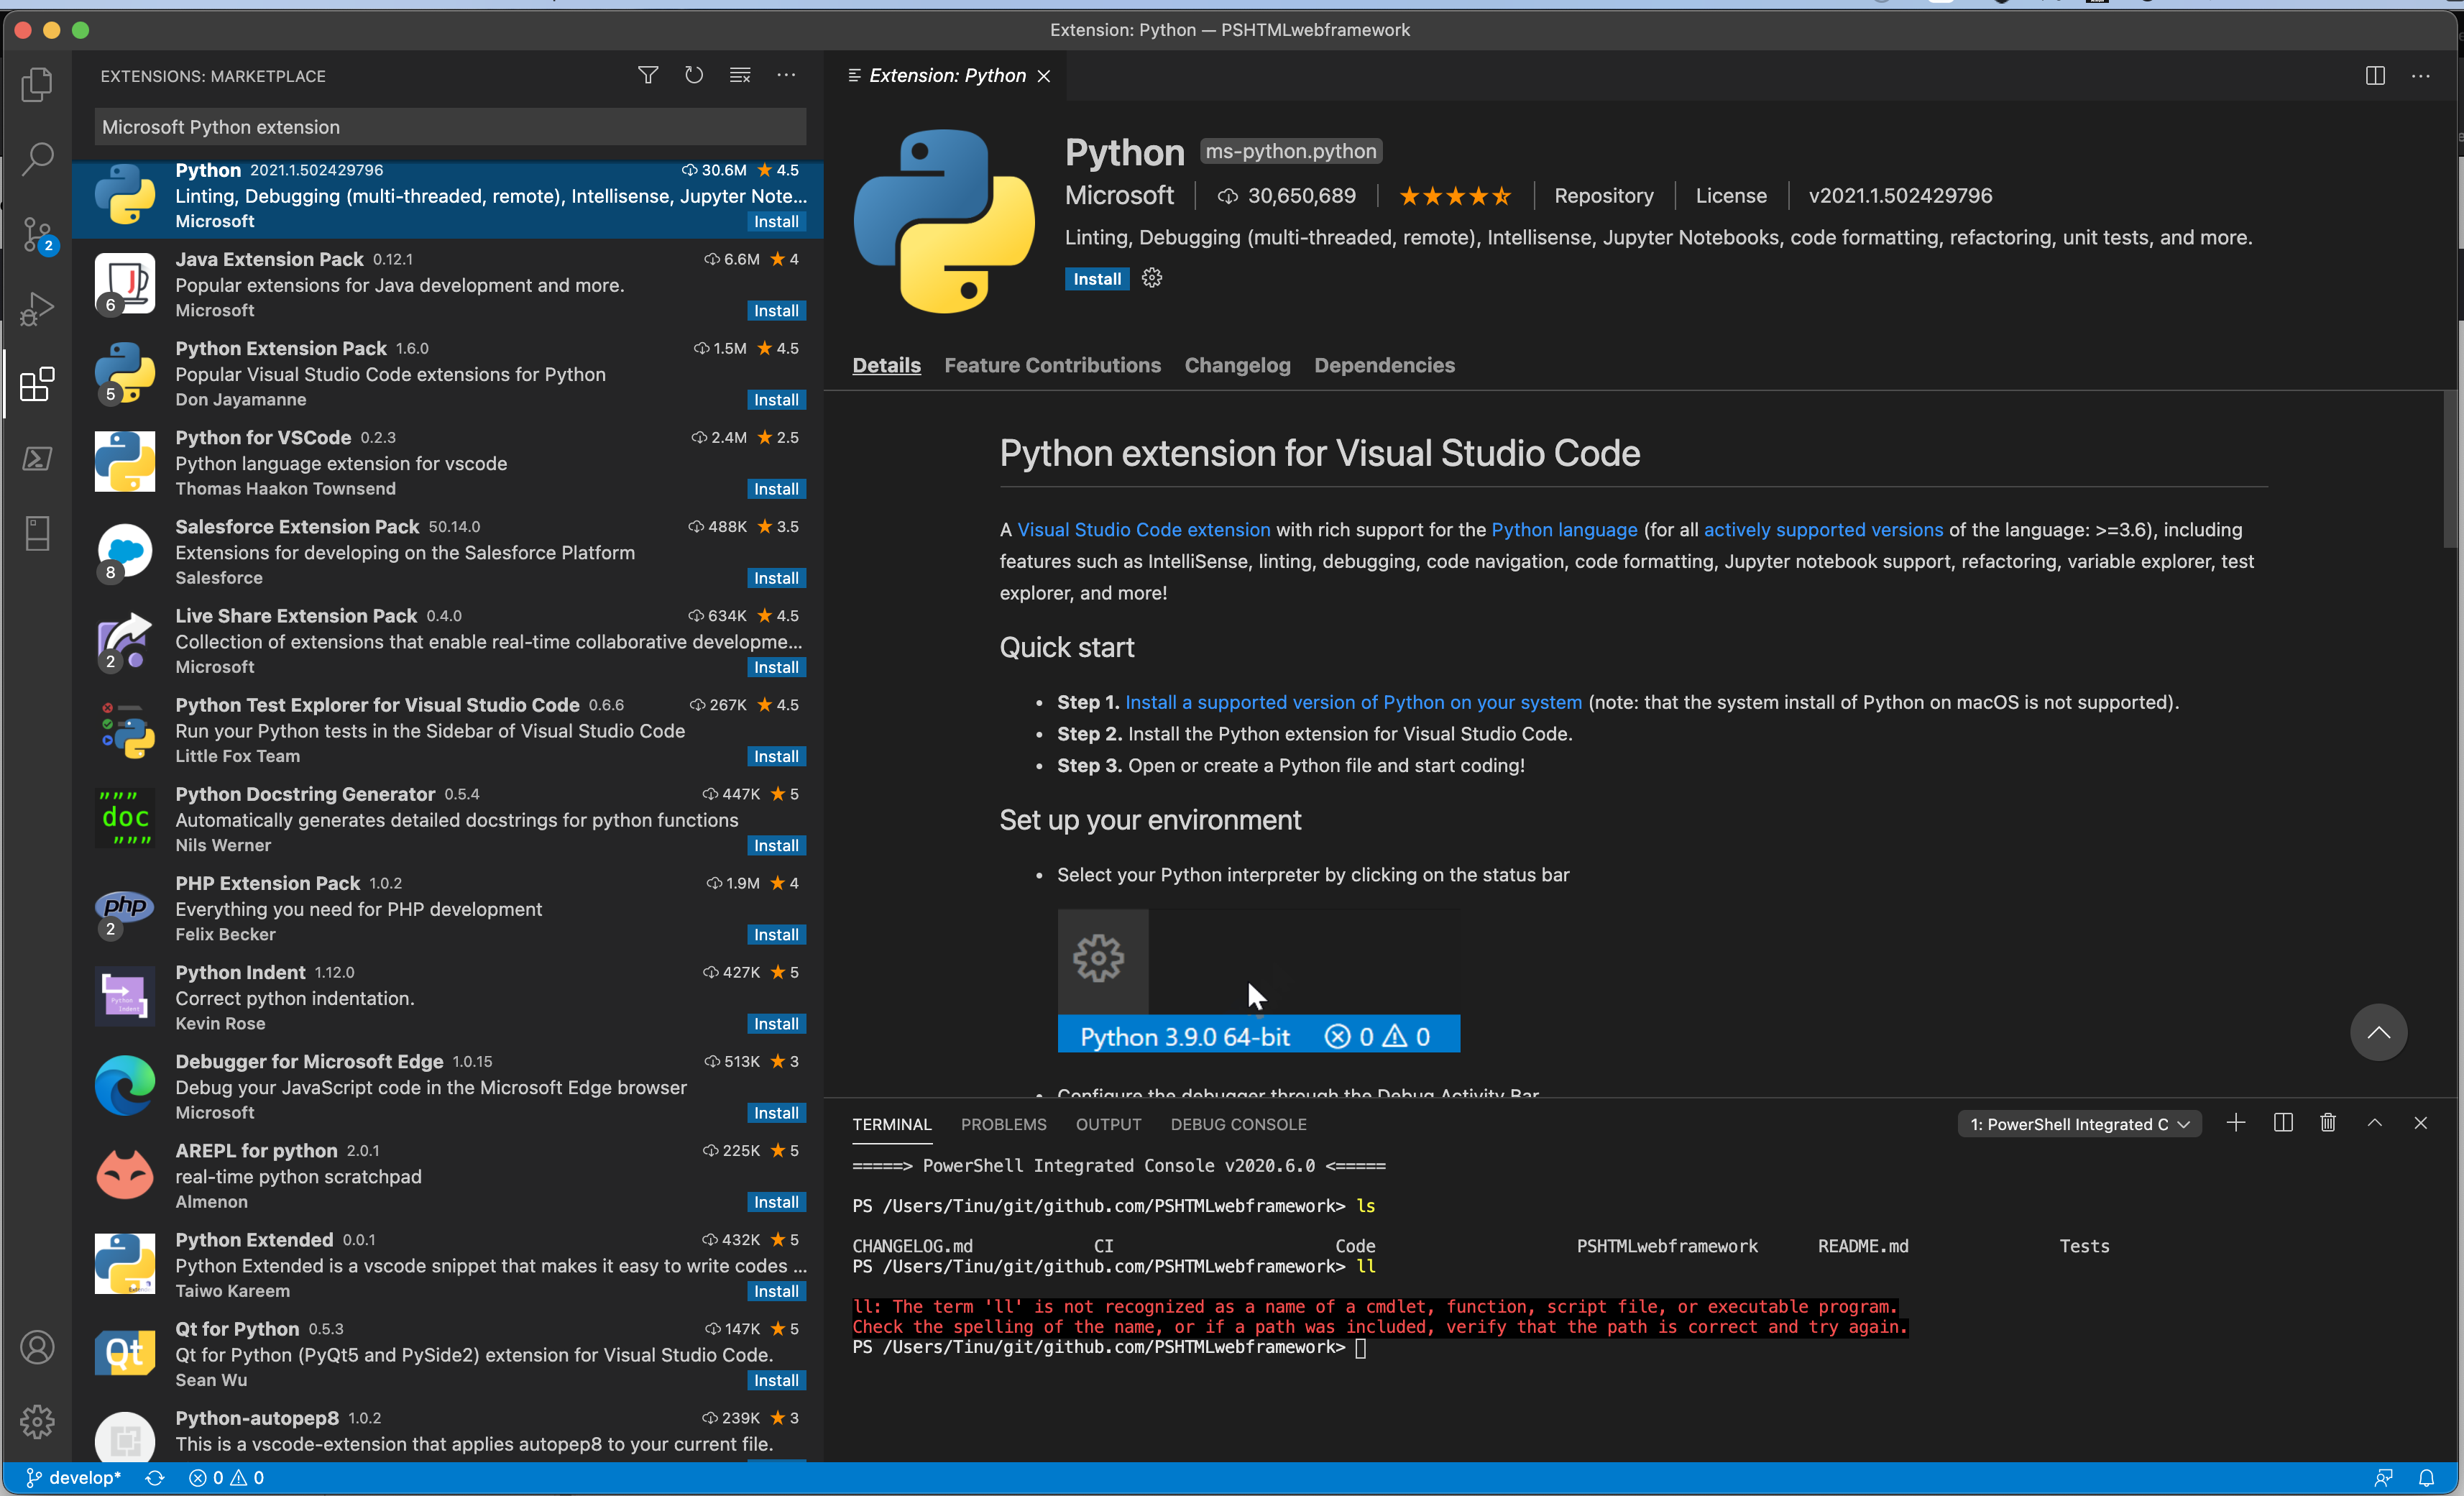 Extension: Python — PSHTMLwebframework
EXTENSIONS: MARKETPLACE
Microsoft Python extension
Python 2021.1.502429796 30.6M 4.5
Linting, Debugging (multi-threaded, remote), Intellisense, Jupyter Note...
Microsoft Install
Java Extension Pack 0.12.1 6.6M 4
Popular extensions for Java development and more.
6
Microsoft Install
Python Extension Pack 1.6.0 1.5M 4.5
Popular Visual Studio Code extensions for Python
5
Don Jayamanne Install
Python for VSCode 0.2.3 2.4M 2.5
Python language extension for vscode
Thomas Haakon Townsend Install
Salesforce Extension Pack 50.14.0 488K 3.5
Extensions for developing on the Salesforce Platform
8
Salesforce Install
Live Share Extension Pack 0.4.0 634K 4.5
Collection of extensions that enable real-time collaborative developme...
2
Microsoft Install
Python Test Explorer for Visual Studio Code 0.6.6 267K 4.5
Run your Python tests in the Sidebar of Visual Studio Code
Little Fox Team Install
""" doc """
Python Docstring Generator 0.5.4 447K 5
Automatically generates detailed docstrings for python functions
Nils Werner Install
php
2
PHP Extension Pack 1.0.2 1.9M 4
Everything you need for PHP development
Felix Becker Install
Python Indent
Python Indent 1.12.0 427K 5
Correct python indentation.
Kevin Rose Install
Debugger for Microsoft Edge 1.0.15 513K 3
Debug your JavaScript code in the Microsoft Edge browser
Microsoft Install
AREPL for python 2.0.1 225K 5
real-time python scratchpad
Almenon Install
Python Extended 0.0.1 432K 5
Python Extended is a vscode snippet that makes it easy to write codes ...
Taiwo Kareem Install
Qt
Qt for Python 0.5.3 147K 5
Qt for Python (PyQt5 and PySide2) extension for Visual Studio Code.
Sean Wu Install
Python-autopep8 1.0.2 239K 3
This is a vscode-extension that applies autopep8 to your current file.
2
Extension: Python
Python ms-python.python
Microsoft 30,650,689 Repository License v2021.1.502429796
Linting, Debugging (multi-threaded, remote), Intellisense, Jupyter Notebooks, code formatting, refactoring, unit tests, and more.
Install
Details Feature Contributions Changelog Dependencies
Python extension for Visual Studio Code
A Visual Studio Code extension with rich support for the Python language (for all actively supported versions of the language: >=3.6), including
features such as IntelliSense, linting, debugging, code navigation, code formatting, Jupyter notebook support, refactoring, variable explorer, test
explorer, and more!
Quick start
• Step 1. Install a supported version of Python on your system (note: that the system install of Python on macOS is not supported).
• Step 2. Install the Python extension for Visual Studio Code.
• Step 3. Open or create a Python file and start coding!
Set up your environment
• Select your Python interpreter by clicking on the status bar
Python 3.9.0 64-bit 0 0
• Configure the debugger through the Debug Activity Bar
TERMINAL PROBLEMS OUTPUT DEBUG CONSOLE 1: PowerShell Integrated C
=====> PowerShell Integrated Console v2020.6.0 <=====
PS /Users/Tinu/git/github.com/PSHTMLwebframework> ls
CHANGELOG.md CI Code PSHTMLwebframework README.md Tests
PS /Users/Tinu/git/github.com/PSHTMLwebframework> ll
ll: The term 'll' is not recognized as a name of a cmdlet, function, script file, or executable program.
Check the spelling of the name, or if a path was included, verify that the path is correct and try again.
PS /Users/Tinu/git/github.com/PSHTMLwebframework>
develop* 0 0